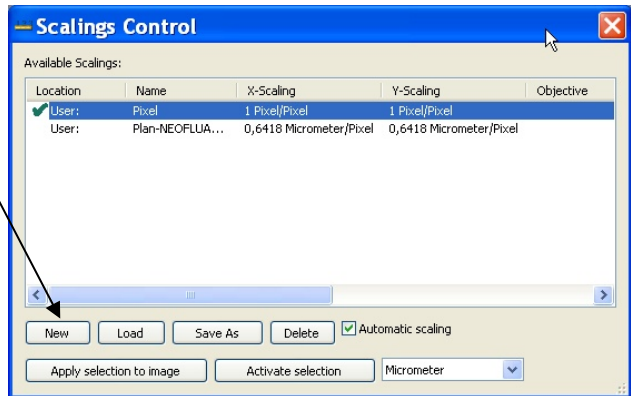 Scalings Control
Available Scalings:
Location Name X-Scaling Y-Scaling Objective
User: Pixel 1 Pixel/Pixel 1 Pixel/Pixel
User: Plan-NEOFLUA... 0,6418 Micrometer/Pixel 0,6418 Micrometer/Pixel
New Load Save As Delete Automatic scaling
Apply selection to image Activate selection Micrometer